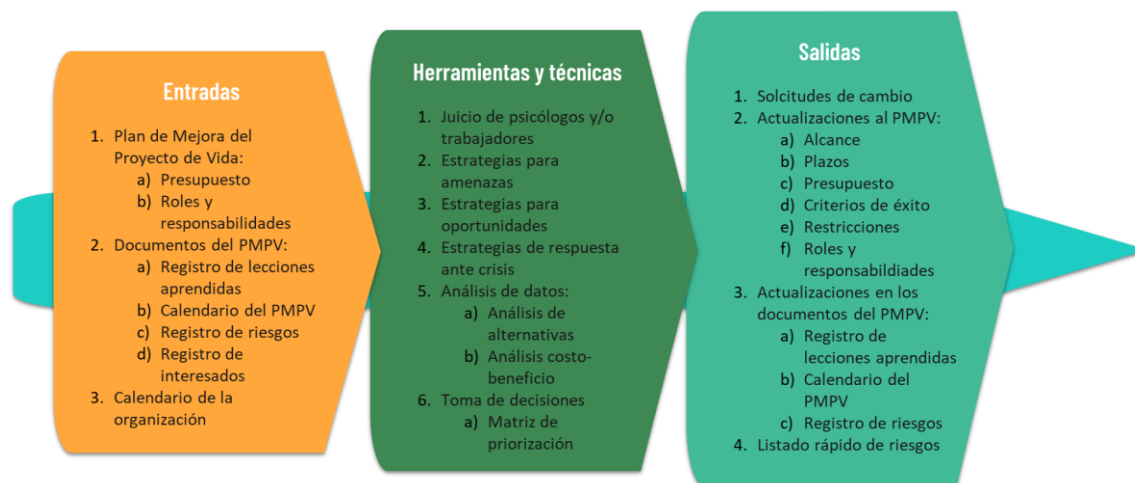 Entradas
1. Plan de Mejora del
Proyecto de Vida:
a) Presupuesto
b) Roles y
responsabilidades
2. Documentos del PMPV:
a) Registro de lecciones
aprendidas
b) Calendario del PMPV
c) Registro de riesgos
d) Registro de
interesados
3. Calendario de la
organización
Herramientas y técnicas
1. Juicio de psicólogos y/o
trabajadores
2. Estrategias para
amenazas
3. Estrategias para
oportunidades
4. Estrategias de respuesta
ante crisis
5. Análisis de datos:
a) Análisis de
alternativas
b) Análisis costo-
beneficio
6. Toma de decisiones
a) Matriz de
priorización
Salidas
1. Solcitudes de cambio
2. Actualizaciones al PMPV:
a) Alcance
b) Plazos
c) Presupuesto
d) Criterios de éxito
e) Restricciones
f) Roles y
responsabildiades
3. Actualizaciones en los
documentos del PMPV:
a) Registro de
lecciones aprendidas
b) Calendario del
PMPV
c) Registro de riesgos
4. Listado rápido de riesgos